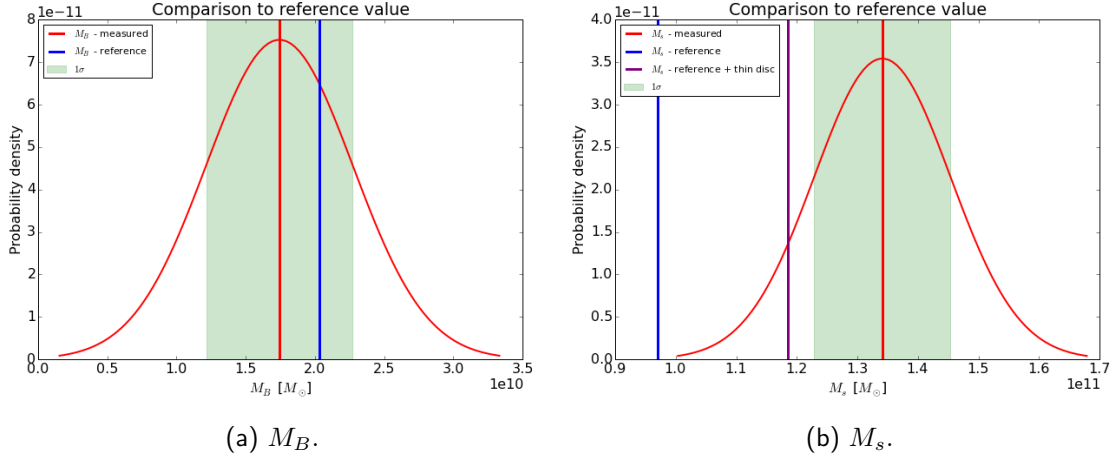 Comparison to reference value
1e−11
M_B - measured
M_B - reference
1σ
Probability density
8
7
6
5
4
3
2
1
0
0.0 0.5 1.0 1.5 2.0 2.5 3.0 3.5
1e10
M_B [M_⊙]
(a) M_B.
Comparison to reference value
1e−11
M_s - measured
M_s - reference
M_s - reference + thin disc
1σ
Probability density
4.0
3.5
3.0
2.5
2.0
1.5
1.0
0.5
0.0
0.9 1.0 1.1 1.2 1.3 1.4 1.5 1.6 1.7
1e11
M_s [M_⊙]
(b) M_s.